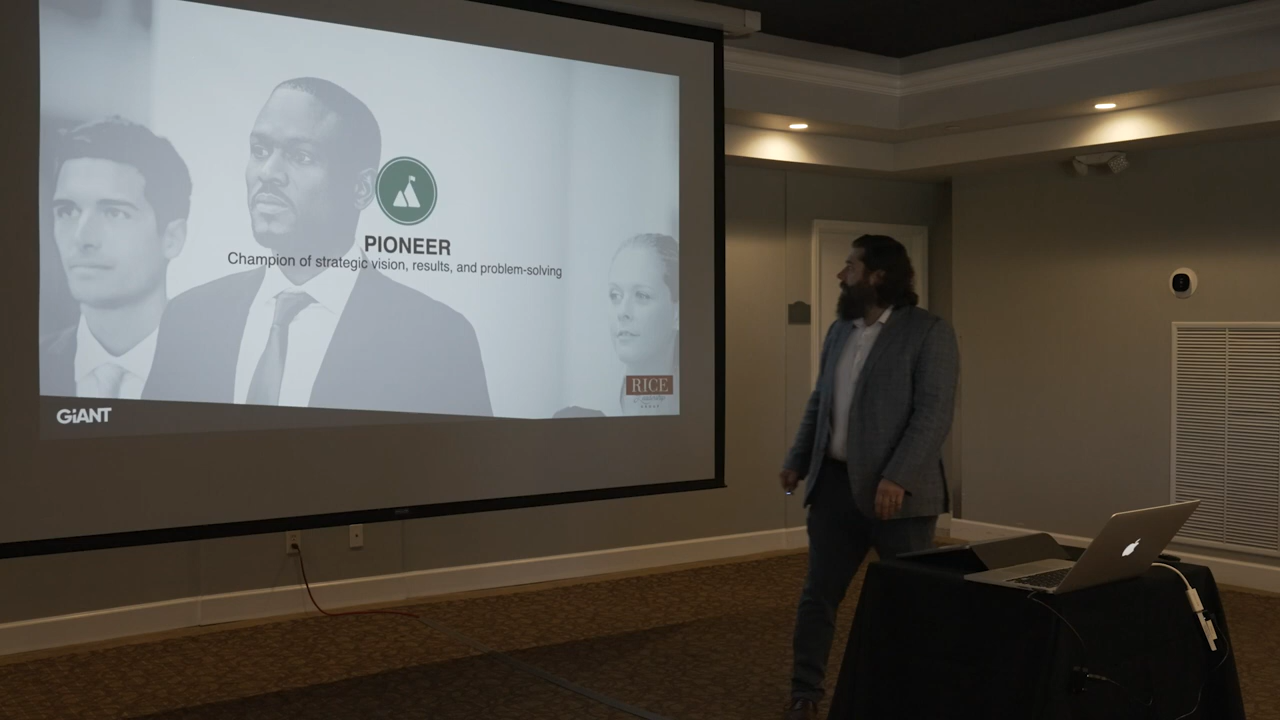 PIONEER
Champion of strategic vision, results, and problem-solving
GiANT
RICE